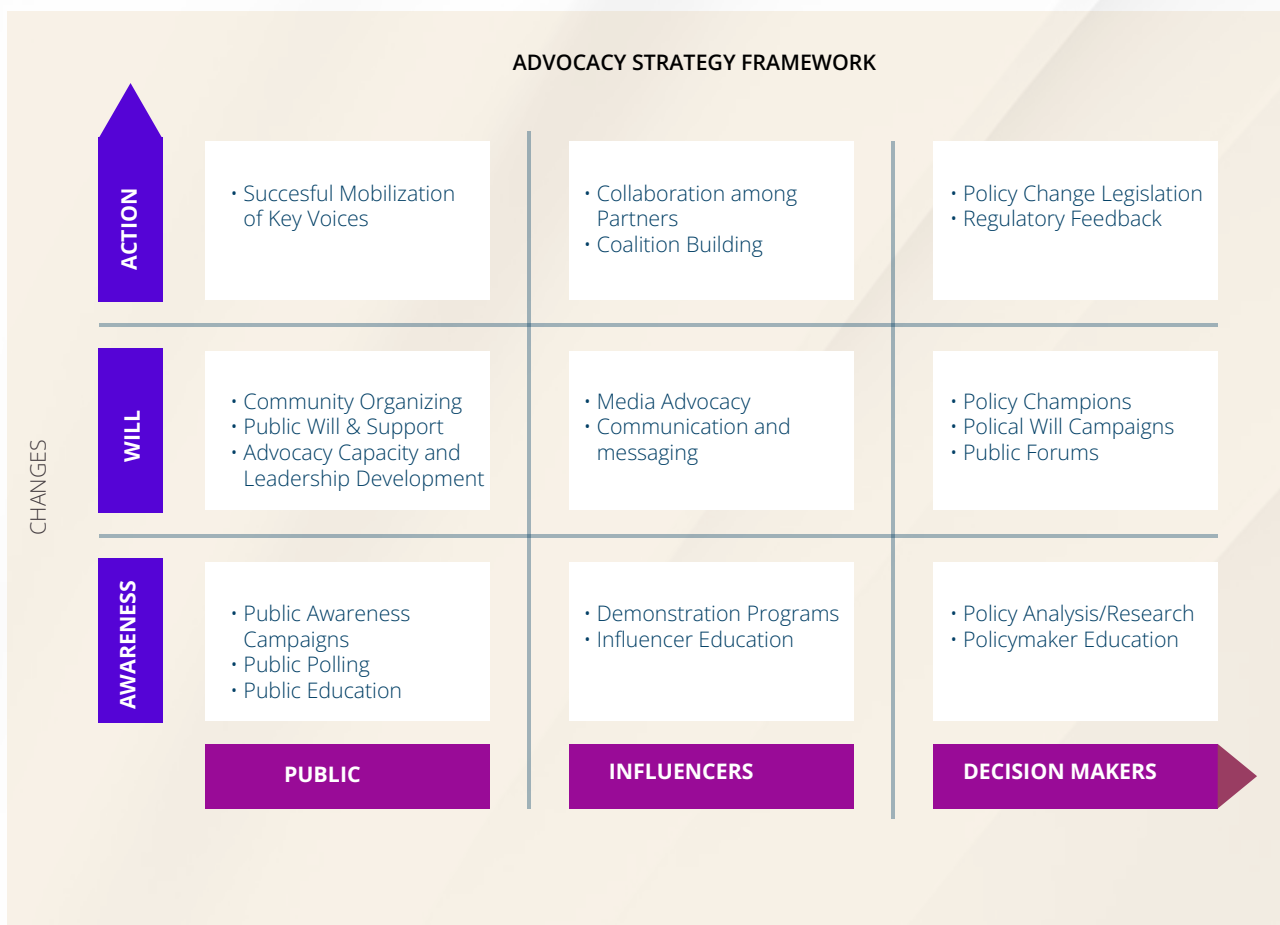 ADVOCACY STRATEGY FRAMEWORK
ACTION
• Succesful Mobilization
of Key Voices
• Collaboration among
Partners
• Coalition Building
• Policy Change Legislation
• Regulatory Feedback
CHANGES
WILL
• Community Organizing
• Public Will & Support
• Advocacy Capacity and
Leadership Development
• Media Advocacy
• Communication and
messaging
• Policy Champions
• Polical Will Campaigns
• Public Forums
AWARENESS
• Public Awareness
Campaigns
• Public Polling
• Public Education
• Demonstration Programs
• Influencer Education
• Policy Analysis/Research
• Policymaker Education
PUBLIC
INFLUENCERS
DECISION MAKERS